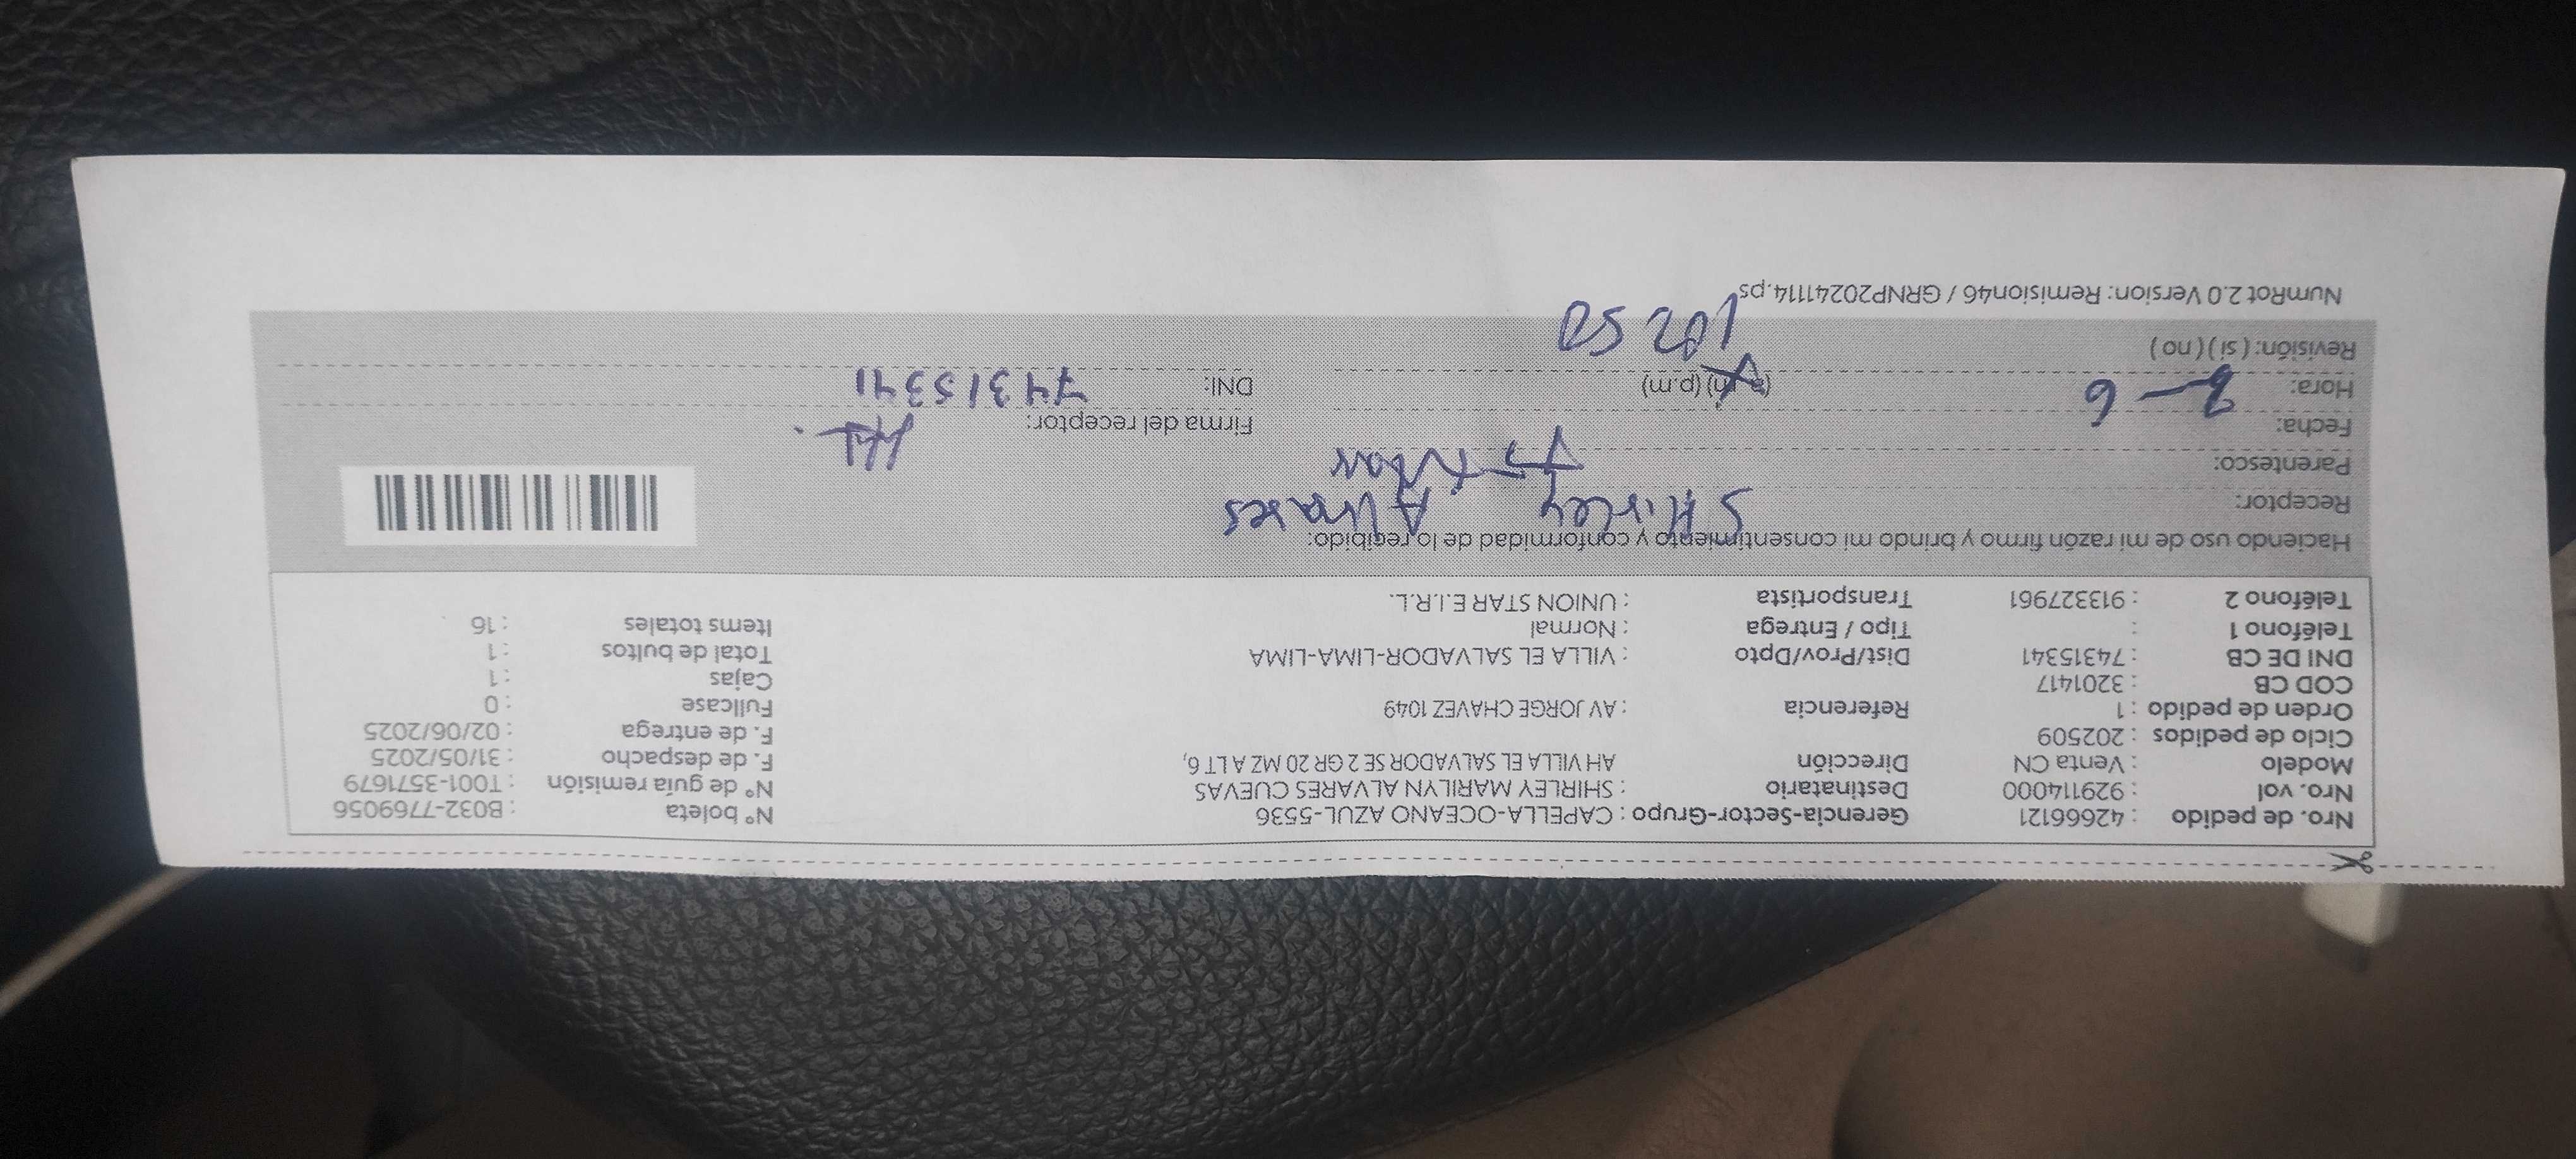 Nro. de pedido : 42666121 Gerencia-Sector-Grupo : CAPELLA-OCEANO AZUL-5536 N° boleta : B032-7769056
Nro. vol : 929114000 Destinatario : SHIRLEY MARILYN ALVARES CUEVAS N° de guía remisión : T001-3571679
Modelo : Venta CN Dirección AH VILLA EL SALVADOR SE 2 GR 20 MZ A LT 6, F. de despacho : 31/05/2025
Ciclo de pedidos : 202509 F. de entrega : 02/06/2025
Orden de pedido : 1 Referencia : AV JORGE CHAVEZ 1049 Fullcase : 0
COD CB : 3201417 Cajas : 1
DNI DE CB : 74315341 Dist/Prov/Dpto : VILLA EL SALVADOR-LIMA-LIMA Total de bultos : 1
Teléfono 1 : Tipo / Entrega : Normal Items totales : 16
Teléfono 2 : 913327961 Transportista : UNION STAR E.I.R.L.
Haciendo uso de mi razón firmo y brindo mi consentimiento y conformidad de lo recibido:
Receptor: SHirley Alvares
Parentesco:
Fecha: Firma del receptor:
Hora: 2-6 (a.m) (p.m) DNI: 74315341
Revisión: ( si ) ( no )
NumRot 2.0 Version: Remision46 / GRNP20241114.ps